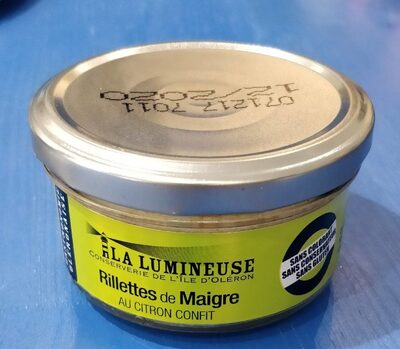 071217 7011
12/2020
LA LUMINEUSE
CONSERVERIE DE L'ÎLE D'OLÉRON
Rillettes de Maigre
AU CITRON CONFIT
SANS COLORANT
SANS CONSERVATEUR
SANS GLUTEN